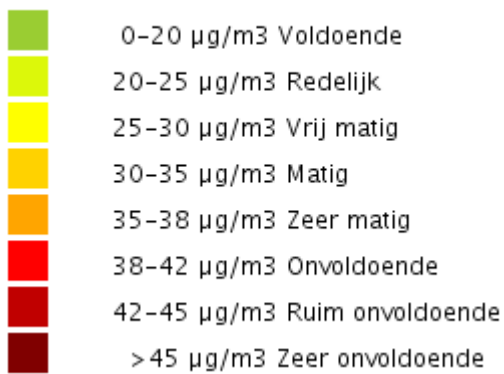 0-20 µg/m3 Voldoende
20-25 µg/m3 Redelijk
25-30 µg/m3 Vrij matig
30-35 µg/m3 Matig
35-38 µg/m3 Zeer matig
38-42 µg/m3 Onvoldoende
42-45 µg/m3 Ruim onvoldoende
>45 µg/m3 Zeer onvoldoende